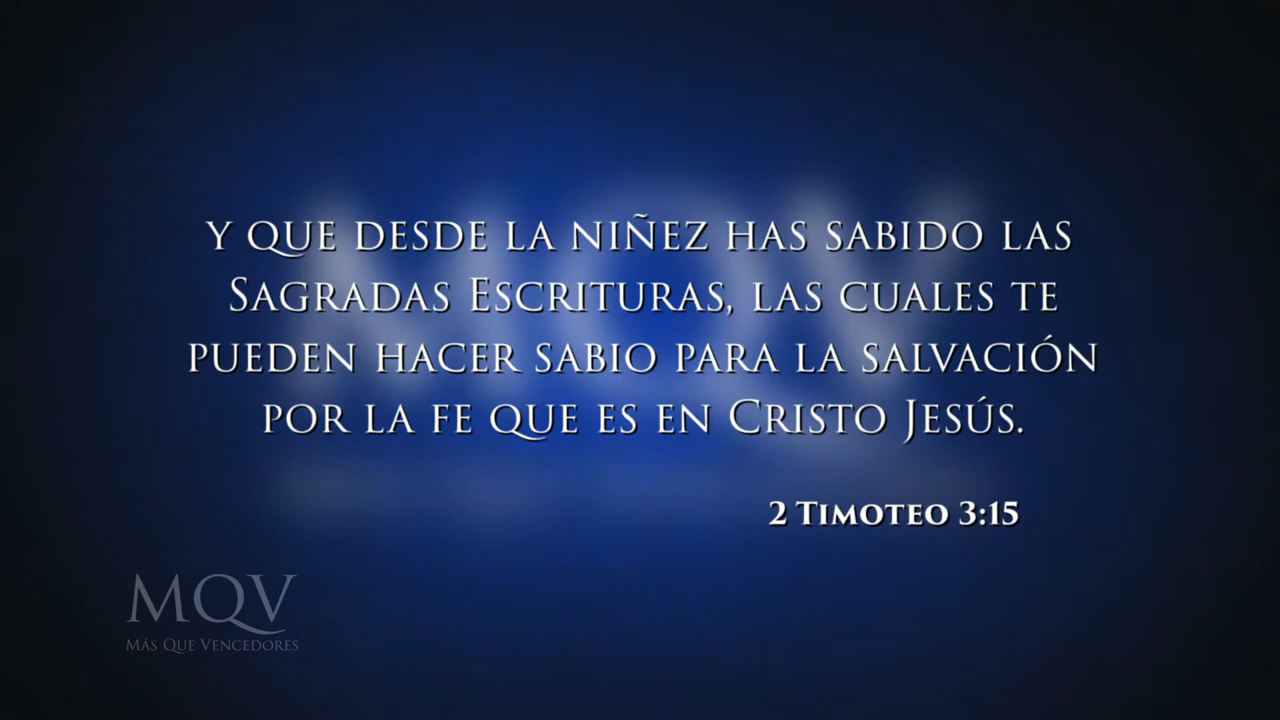 Y QUE DESDE LA NIÑEZ HAS SABIDO LAS
SAGRADAS ESCRITURAS, LAS CUALES TE
PUEDEN HACER SABIO PARA LA SALVACIÓN
POR LA FE QUE ES EN CRISTO JESÚS.
2 TIMOTEO 3:15
MQV
MÁS QUE VENCEDORES